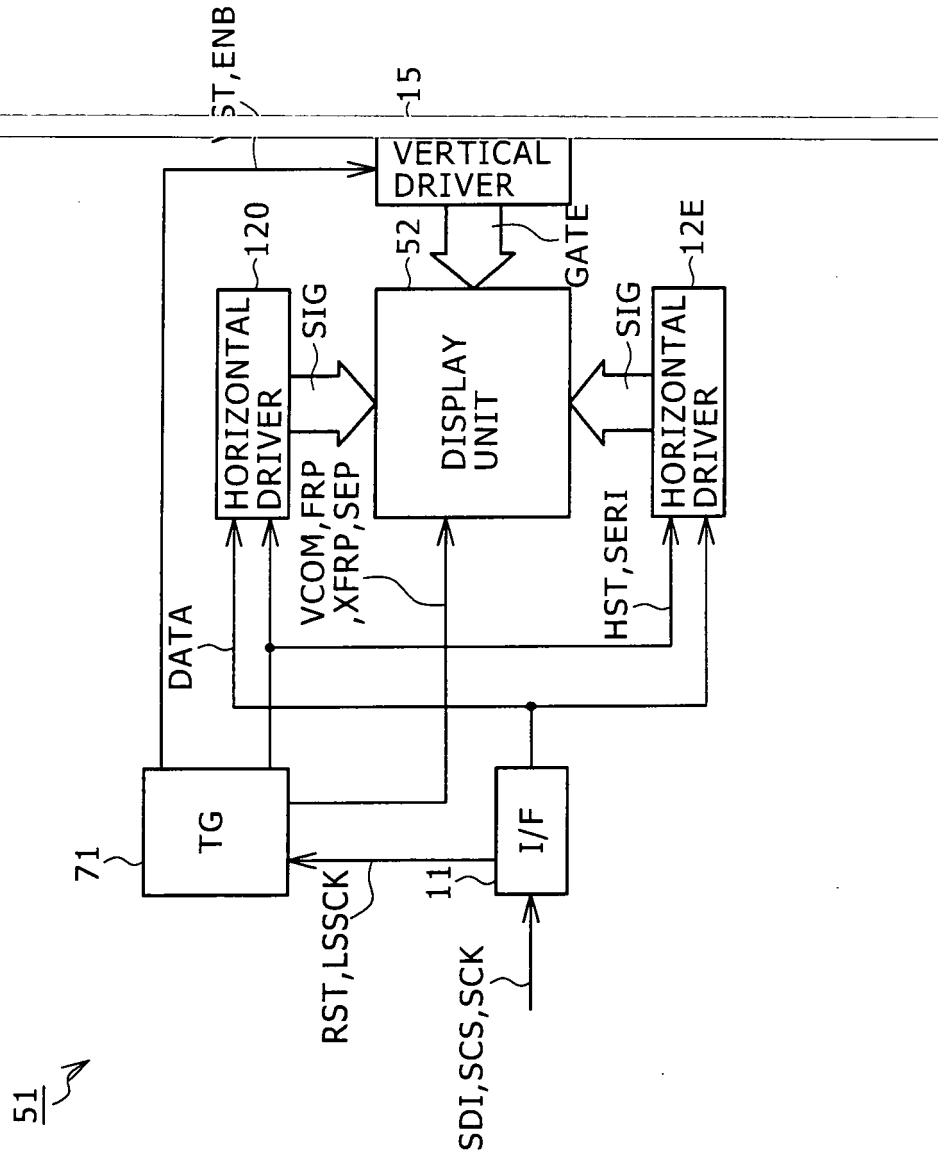 51
71
TG
RST,LSSCK
11
I/F
SDI,SCS,SCK
DATA
120
HORIZONTAL
DRIVER
SIG
VCOM,FRP
,XFRP,SEP
52
DISPLAY
UNIT
HST,SERI
12E
HORIZONTAL
DRIVER
SIG
GATE
15
VERTICAL
DRIVER
ST,ENB